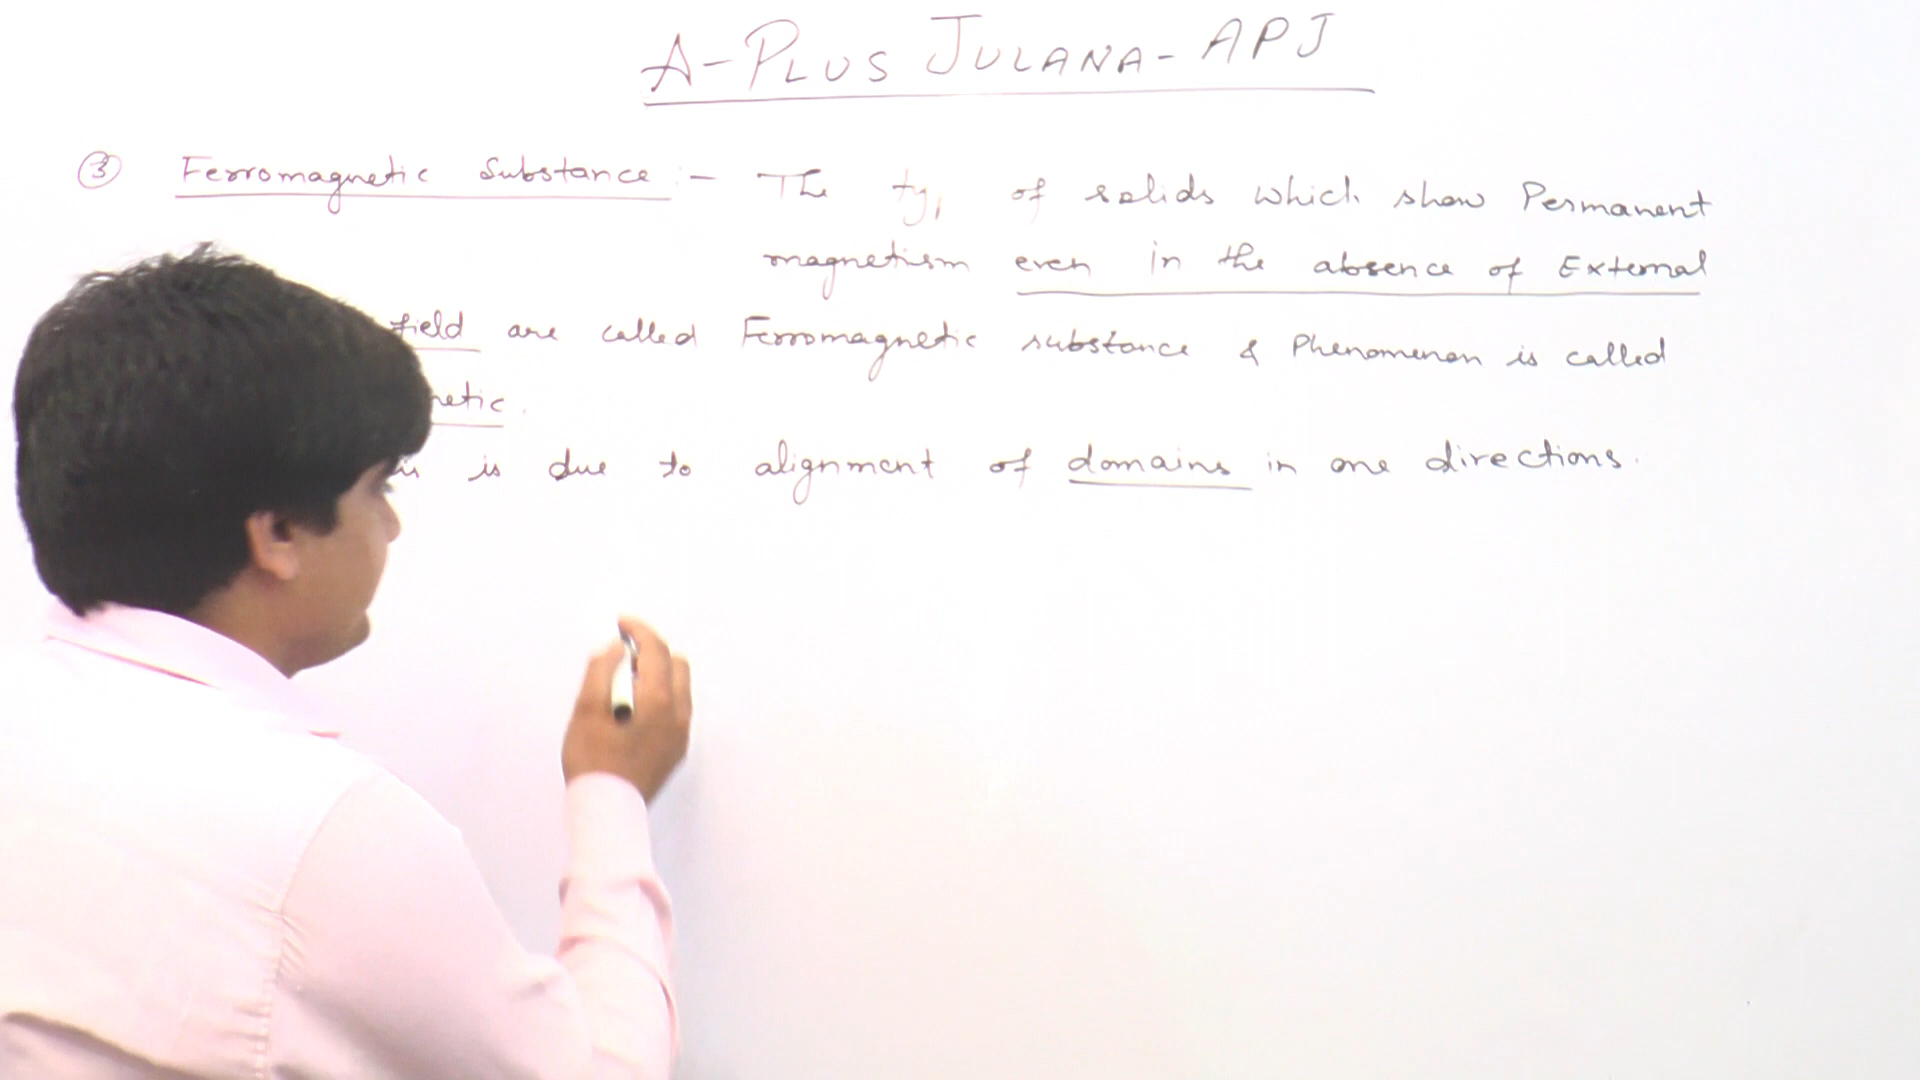 A-PLUS JULANA-APJ
③ Ferromagnetic Substance :- The of solids which show Permanent
magnetism even in the absence of External
field are called Ferromagnetic substance & Phenomenon is called
netic.
is due to alignment of domains in one directions.